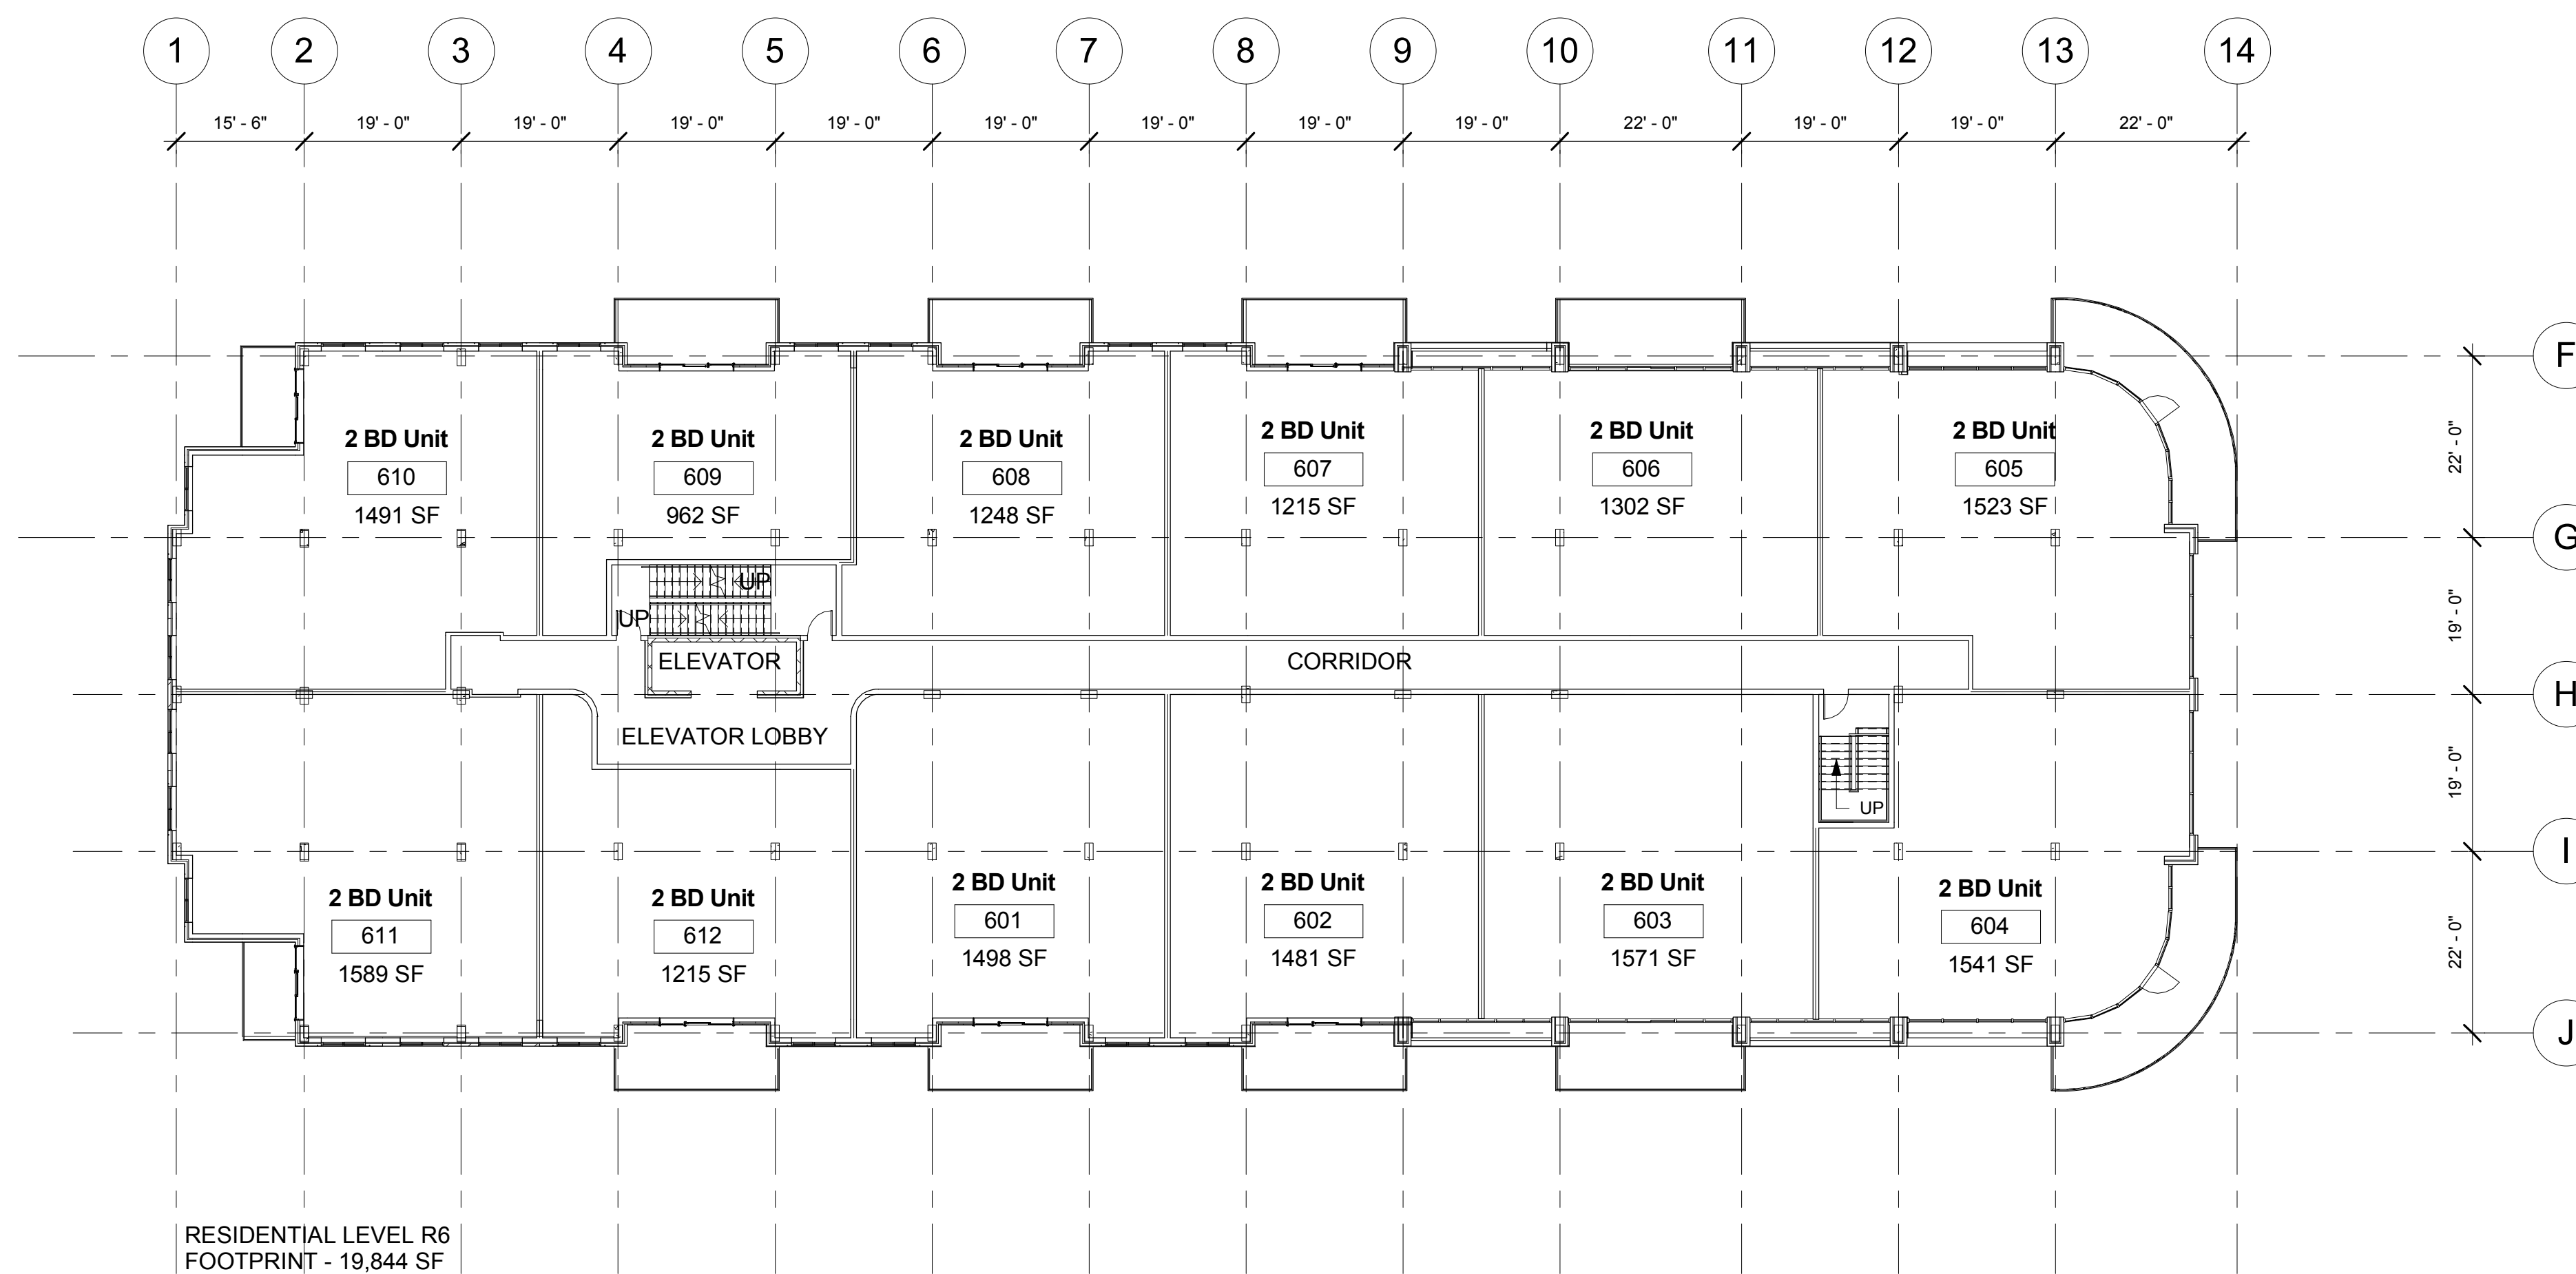 1 2 3 4 5 6 7 8 9 10 11 12 13 14
15' - 6" 19' - 0" 19' - 0" 19' - 0" 19' - 0" 19' - 0" 19' - 0" 19' - 0" 19' - 0" 22' - 0" 19' - 0" 19' - 0" 22' - 0"
F
22' - 0"
G
19' - 0"
H
19' - 0"
I
22' - 0"
J
2 BD Unit
610
1491 SF
2 BD Unit
609
962 SF
2 BD Unit
608
1248 SF
2 BD Unit
607
1215 SF
2 BD Unit
606
1302 SF
2 BD Unit
605
1523 SF
UP
UP
ELEVATOR
CORRIDOR
ELEVATOR LOBBY
UP
2 BD Unit
611
1589 SF
2 BD Unit
612
1215 SF
2 BD Unit
601
1498 SF
2 BD Unit
602
1481 SF
2 BD Unit
603
1571 SF
2 BD Unit
604
1541 SF
RESIDENTIAL LEVEL R6
FOOTPRINT - 19,844 SF